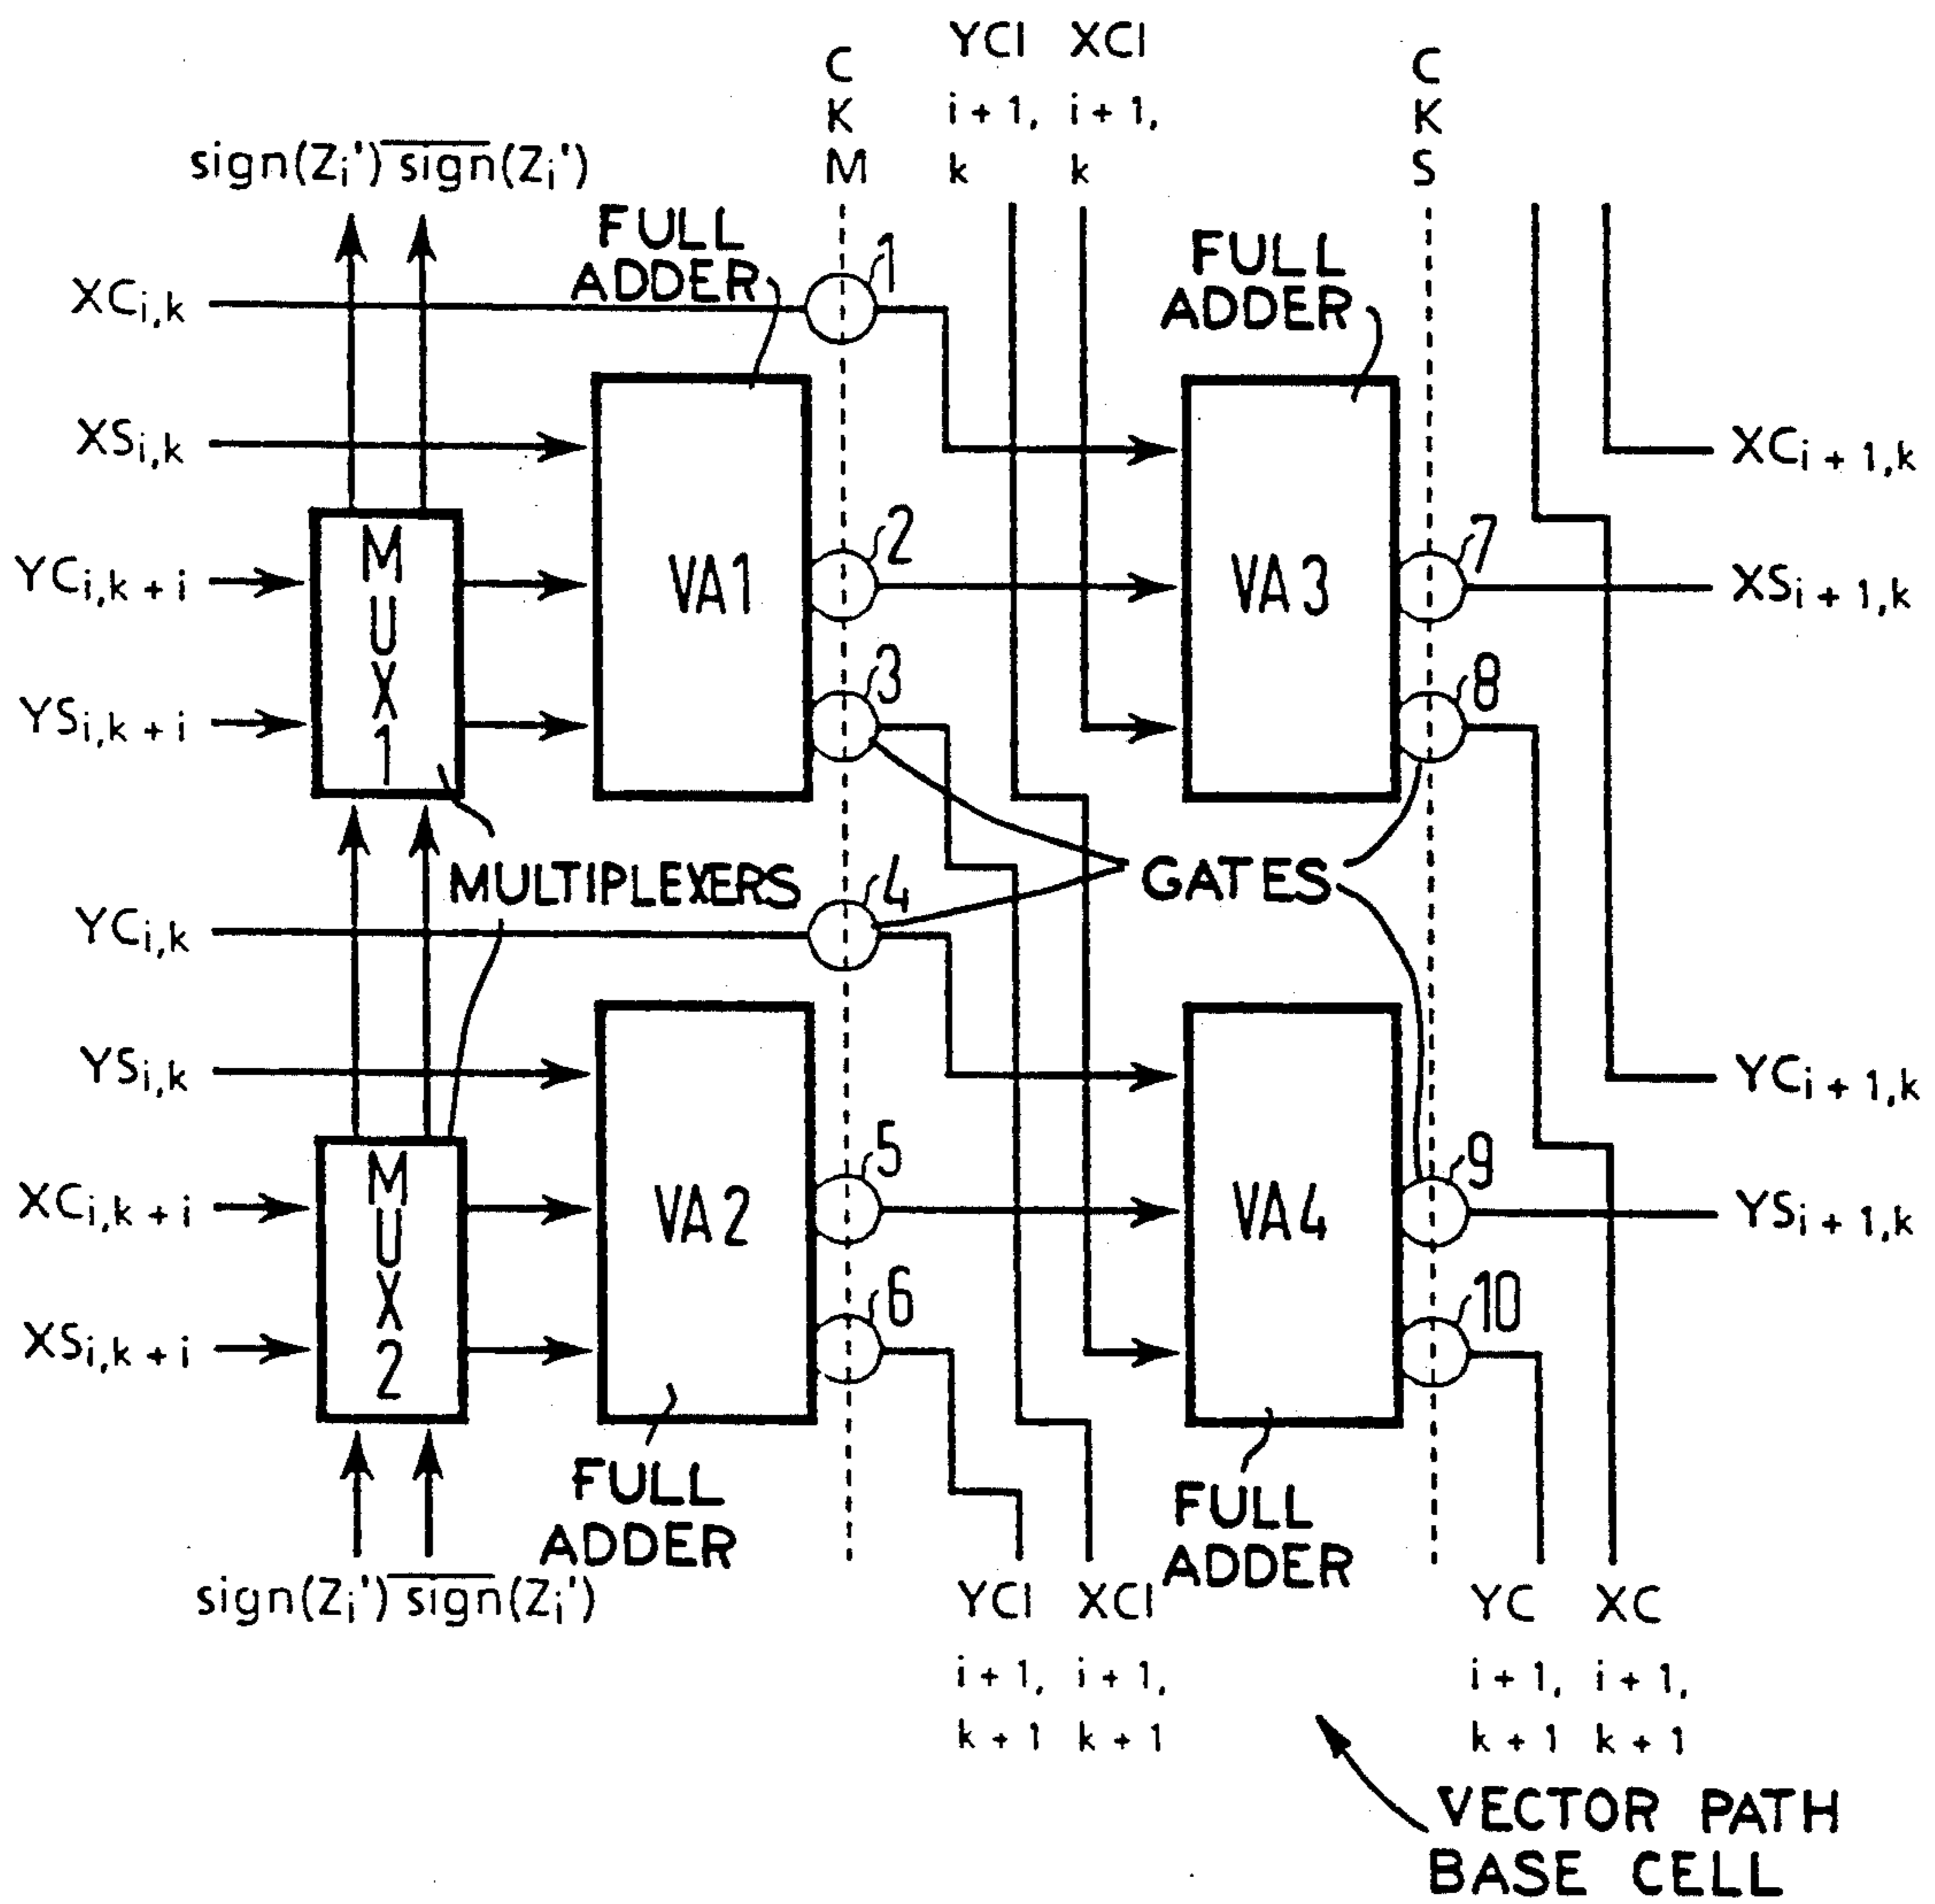 C
K
M
YCI XCI
i + 1, i + 1,
k k
C
K
S
sign(Zi') sign(Zi')
FULL
ADDER
1
FULL
ADDER
XCi,k
XSi,k
XCi + 1,k
YCi,k + i
M
U
X
1
VA1
2
VA3
7
XSi + 1,k
YSi,k + i
3
8
MULTIPLEXERS
GATES
YCi,k
4
YSi,k
YCi + 1,k
XCi,k + i
M
U
X
2
VA2
5
VA4
9
YSi + 1,k
XSi,k + i
6
10
FULL
ADDER
FULL
ADDER
sign(Zi') sign(Zi')
YCI XCI
i + 1, i + 1,
k + 1 k + 1
YC XC
i + 1, i + 1,
k + 1 k + 1
VECTOR PATH
BASE CELL